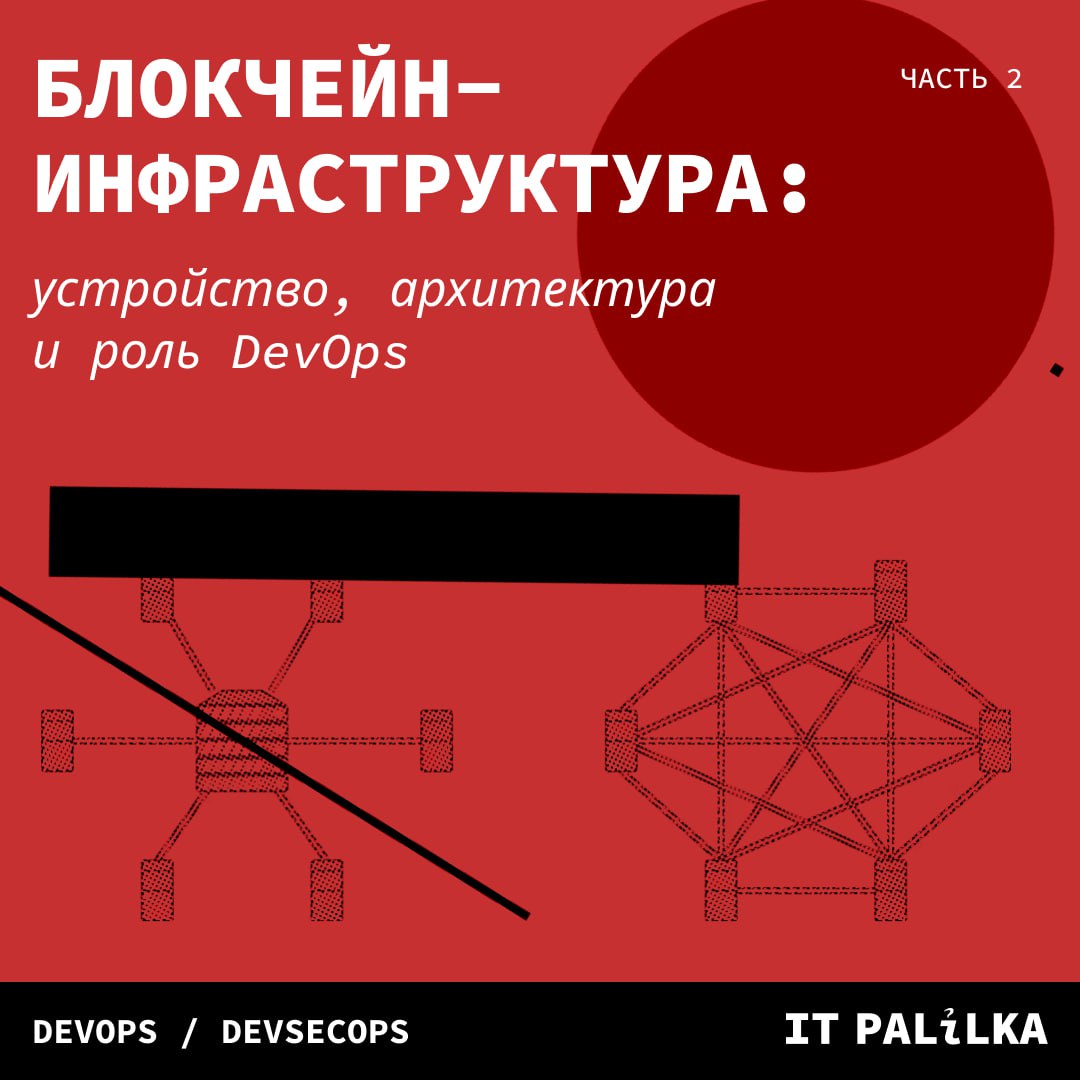 БЛОКЧЕЙН-
ИНФРАСТРУКТУРА:
ЧАСТЬ 2
устройство, архитектура
и роль DevOps
DEVOPS / DEVSECOPS
IT PALiLKA